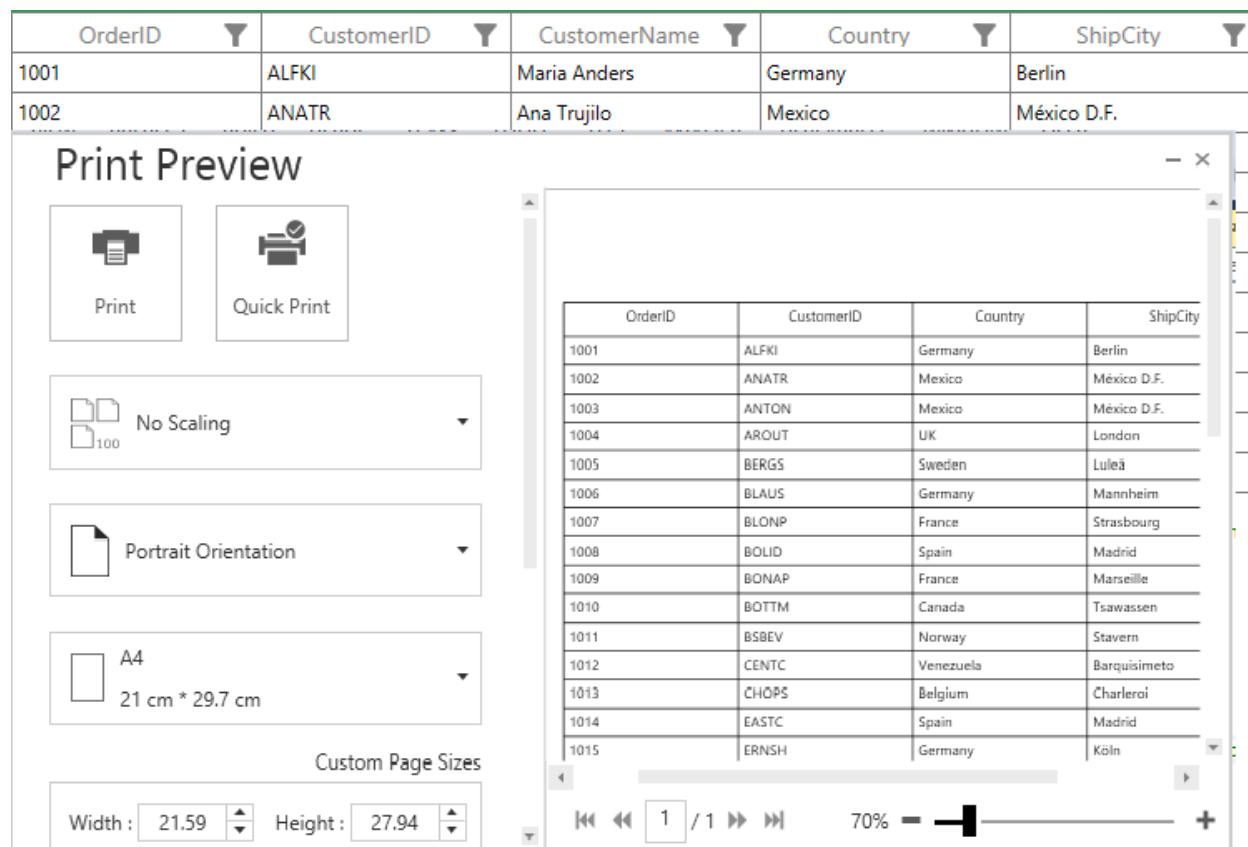 OrderID CustomerID CustomerName Country ShipCity
1001 ALFKI Maria Anders Germany Berlin
1002 ANATR Ana Trujilo Mexico México D.F.
Print Preview
Print Quick Print
No Scaling
100
Portrait Orientation
A4
21 cm * 29.7 cm
Custom Page Sizes
Width : 21.59 Height : 27.94
OrderID CustomerID Country ShipCity
1001 ALFKI Germany Berlin
1002 ANATR Mexico México D.F.
1003 ANTON Mexico México D.F.
1004 AROUT UK London
1005 BERGS Sweden Luleå
1006 BLAUS Germany Mannheim
1007 BLONP France Strasbourg
1008 BOLID Spain Madrid
1009 BONAP France Marseille
1010 BOTTM Canada Tsawassen
1011 BSBEV Norway Stavern
1012 CENTC Venezuela Barquisimeto
1013 CHOPS Belgium Charleroi
1014 EASTC Spain Madrid
1015 ERNSH Germany Köln
1 / 1 70%